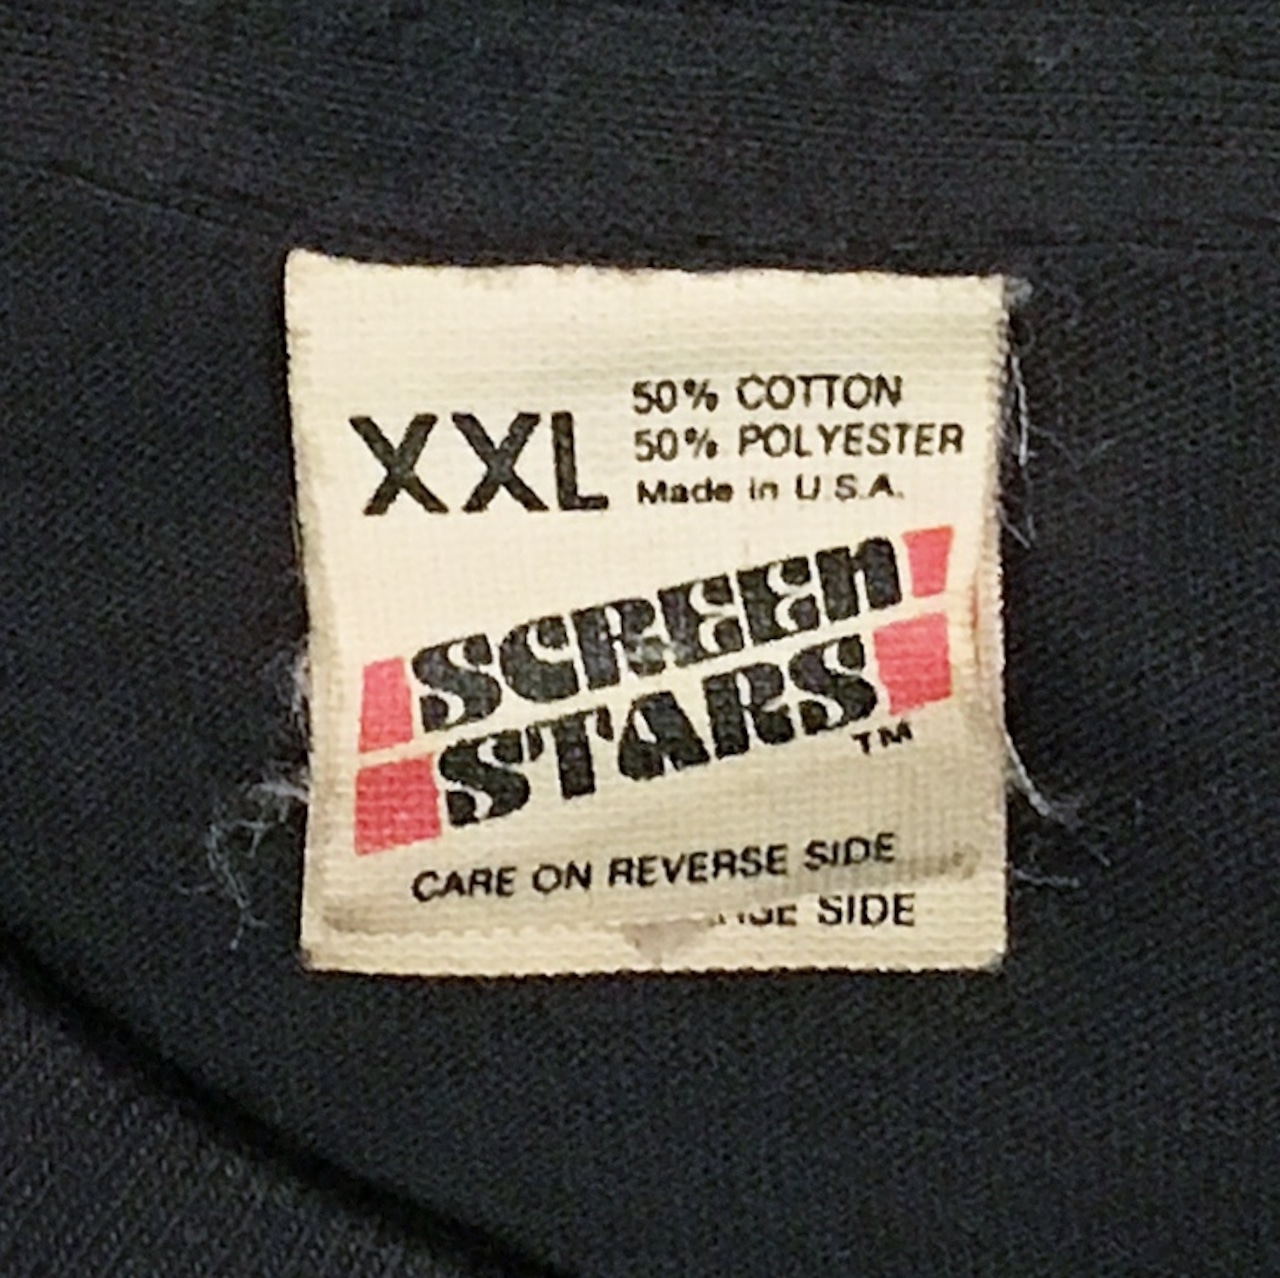 XXL
50% COTTON
50% POLYESTER
Made in U.S.A.
SCREEN
STARS
TM
CARE ON REVERSE SIDE
SIDE